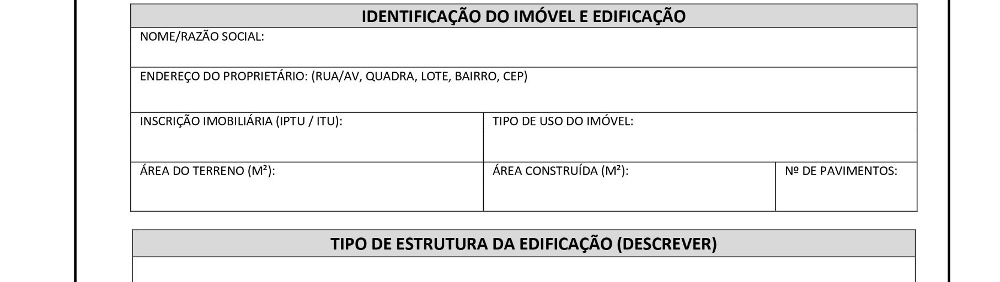 IDENTIFICAÇÃO DO IMÓVEL E EDIFICAÇÃO
NOME/RAZÃO SOCIAL:
ENDEREÇO DO PROPRIETÁRIO: (RUA/AV, QUADRA, LOTE, BAIRRO, CEP)
INSCRIÇÃO IMOBILIÁRIA (IPTU / ITU):
TIPO DE USO DO IMÓVEL:
ÁREA DO TERRENO (M²):
ÁREA CONSTRUÍDA (M²):
Nº DE PAVIMENTOS:
TIPO DE ESTRUTURA DA EDIFICAÇÃO (DESCREVER)